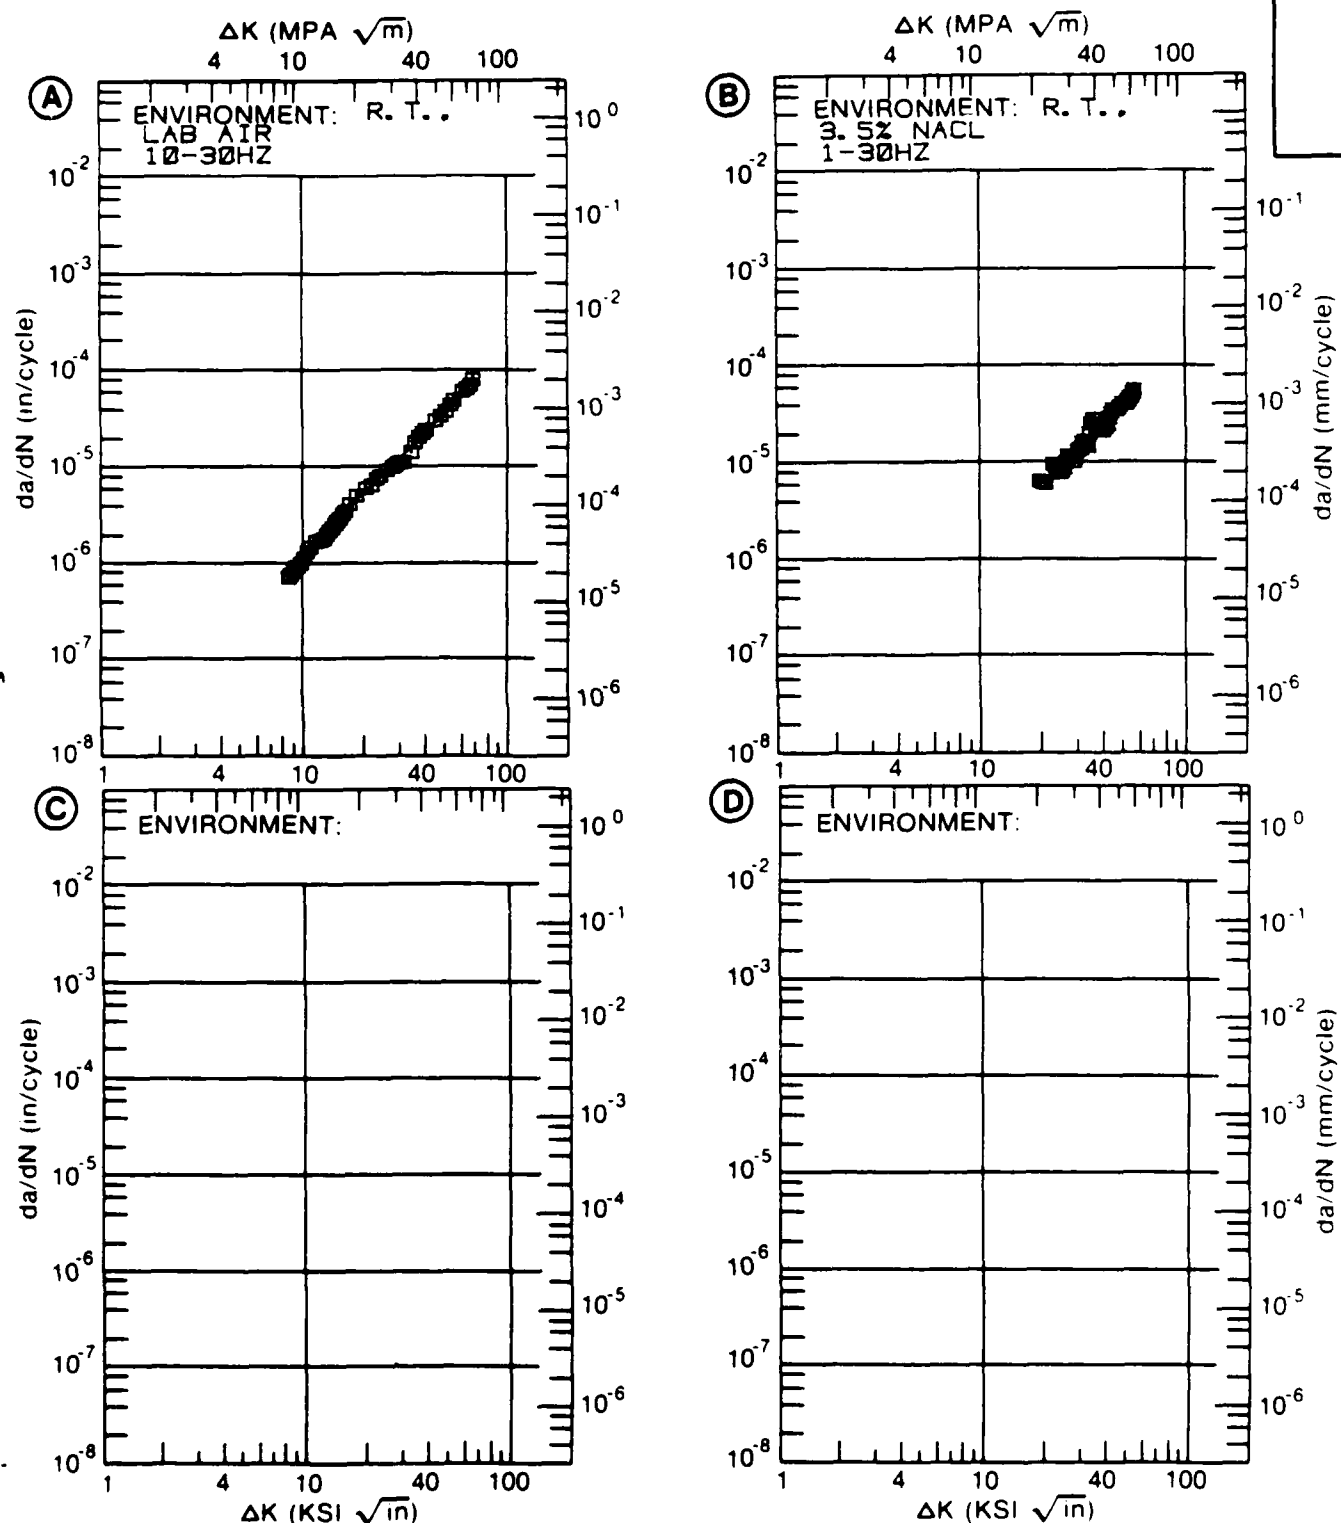 ΔK (MPA √m)
4 10 40 100
A
ENVIRONMENT: R.T.,
LAB AIR
10-30HZ
10⁰
10⁻²
10⁻¹
10⁻³
10⁻²
10⁻⁴
10⁻³
10⁻⁵
10⁻⁴
10⁻⁶
10⁻⁵
10⁻⁷
10⁻⁶
10⁻⁸
da/dN (in/cycle)
1 4 10 40 100
ΔK (MPA √m)
4 10 40 100
B
ENVIRONMENT: R.T.,
3.5% NACL
1-30HZ
10⁻²
10⁻¹
10⁻³
10⁻²
10⁻⁴
10⁻³
10⁻⁵
10⁻⁴
10⁻⁶
10⁻⁵
10⁻⁷
10⁻⁶
10⁻⁸
da/dN (mm/cycle)
1 4 10 40 100
C
ENVIRONMENT:
10⁰
10⁻²
10⁻¹
10⁻³
10⁻²
10⁻⁴
10⁻³
10⁻⁵
10⁻⁴
10⁻⁶
10⁻⁵
10⁻⁷
10⁻⁶
10⁻⁸
da/dN (in/cycle)
1 4 10 40 100
ΔK (KSI √in)
D
ENVIRONMENT:
10⁰
10⁻²
10⁻¹
10⁻³
10⁻²
10⁻⁴
10⁻³
10⁻⁵
10⁻⁴
10⁻⁶
10⁻⁵
10⁻⁷
10⁻⁶
10⁻⁸
da/dN (mm/cycle)
1 4 10 40 100
ΔK (KSI √in)